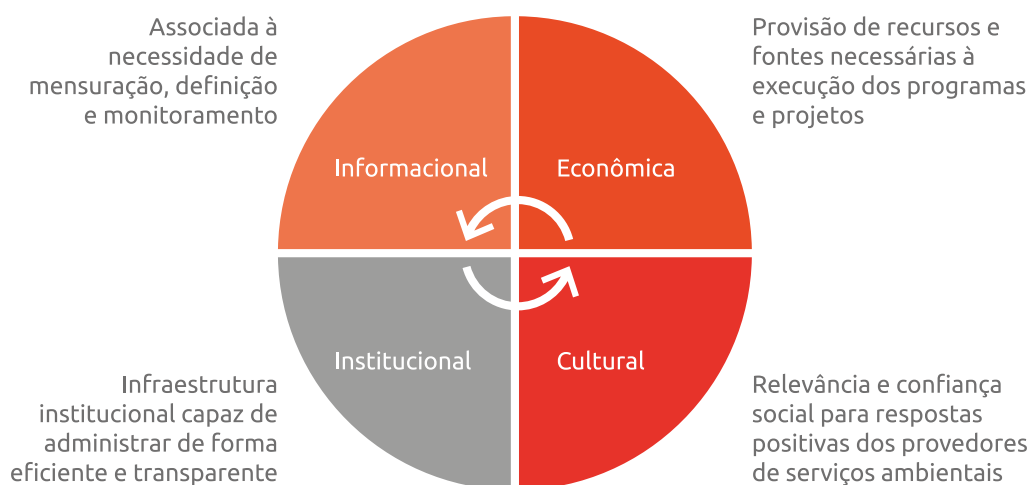 Associada à
necessidade de
mensuração, definição
e monitoramento
Informacional
Econômica
Provisão de recursos e
fontes necessárias à
execução dos programas
e projetos
Infraestrutura
institucional capaz de
administrar de forma
eficiente e transparente
Institucional
Cultural
Relevância e confiança
social para respostas
positivas dos provedores
de serviços ambientais